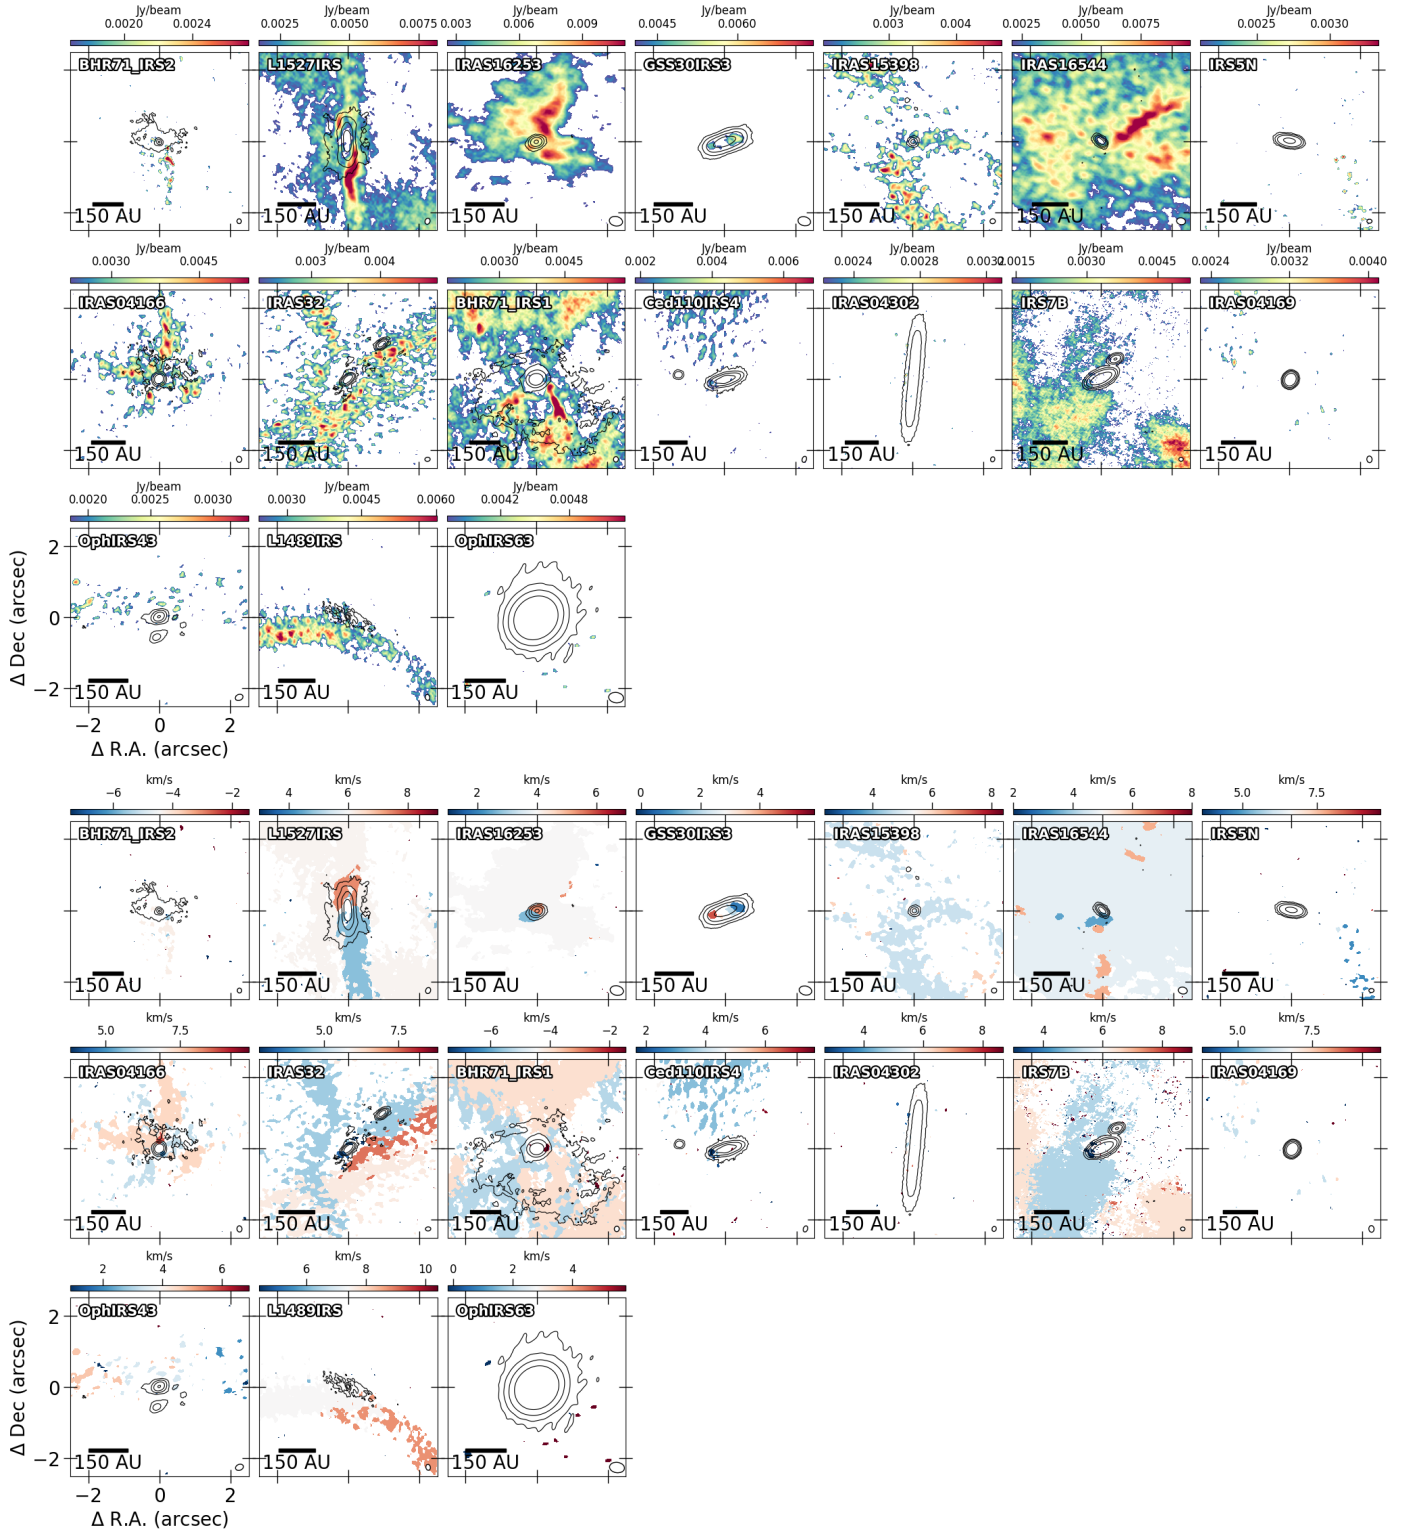 Jy/beam Jy/beam Jy/beam Jy/beam Jy/beam Jy/beam Jy/beam
0.0020 0.0024 0.0025 0.0050 0.0075 0.003 0.006 0.009 0.0045 0.0060 0.003 0.004 0.0025 0.0050 0.0075 0.0025 0.0030
BHR71_IRS2 L1527IRS IRAS16253 GSS30IRS3 IRAS15398 IRAS16544 IRS5N
150 AU 150 AU 150 AU 150 AU 150 AU 150 AU 150 AU
Jy/beam Jy/beam Jy/beam Jy/beam Jy/beam Jy/beam Jy/beam
0.0030 0.0045 0.003 0.004 0.0030 0.0045 0.002 0.004 0.006 0.0024 0.0028 0.0032 0.0015 0.0030 0.0045 0.0024 0.0032 0.0040
IRAS04166 IRAS32 BHR71_IRS1 Ced110IRS4 IRAS04302 IRS7B IRAS04169
150 AU 150 AU 150 AU 150 AU 150 AU 150 AU 150 AU
Jy/beam Jy/beam Jy/beam
0.0020 0.0025 0.0030 0.0030 0.0045 0.0060 0.0042 0.0048
OphIRS43 L1489IRS OphIRS63
2
0
−2
Δ Dec (arcsec)
150 AU 150 AU 150 AU
−2 0 2
Δ R.A. (arcsec)
km/s km/s km/s km/s km/s km/s km/s
−6 −4 −2 4 6 8 2 4 6 0 2 4 4 6 8 2 4 6 8 5.0 7.5
BHR71_IRS2 L1527IRS IRAS16253 GSS30IRS3 IRAS15398 IRAS16544 IRS5N
150 AU 150 AU 150 AU 150 AU 150 AU 150 AU 150 AU
km/s km/s km/s km/s km/s km/s km/s
5.0 7.5 5.0 7.5 −6 −4 −2 2 4 6 4 6 8 4 6 8 5.0 7.5
IRAS04166 IRAS32 BHR71_IRS1 Ced110IRS4 IRAS04302 IRS7B IRAS04169
150 AU 150 AU 150 AU 150 AU 150 AU 150 AU 150 AU
km/s km/s km/s
2 4 6 6 8 10 0 2 4
OphIRS43 L1489IRS OphIRS63
2
0
−2
Δ Dec (arcsec)
150 AU 150 AU 150 AU
−2 0 2
Δ R.A. (arcsec)